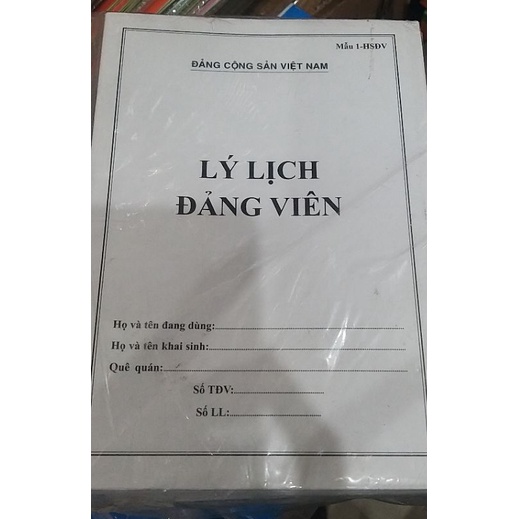 Mẫu 1-HSĐV
ĐẢNG CỘNG SẢN VIỆT NAM
LÝ LỊCH
ĐẢNG VIÊN
Họ và tên đang dùng:
Họ và tên khai sinh:
Quê quán:
Số TĐV:
Số LL: